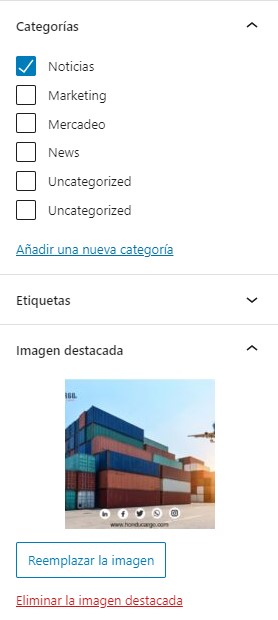 Categorías
Noticias
Marketing
Mercadeo
News
Uncategorized
Uncategorized
Añadir una nueva categoría
Etiquetas
Imagen destacada
www.honducargo.com
Reemplazar la imagen
Eliminar la imagen destacada